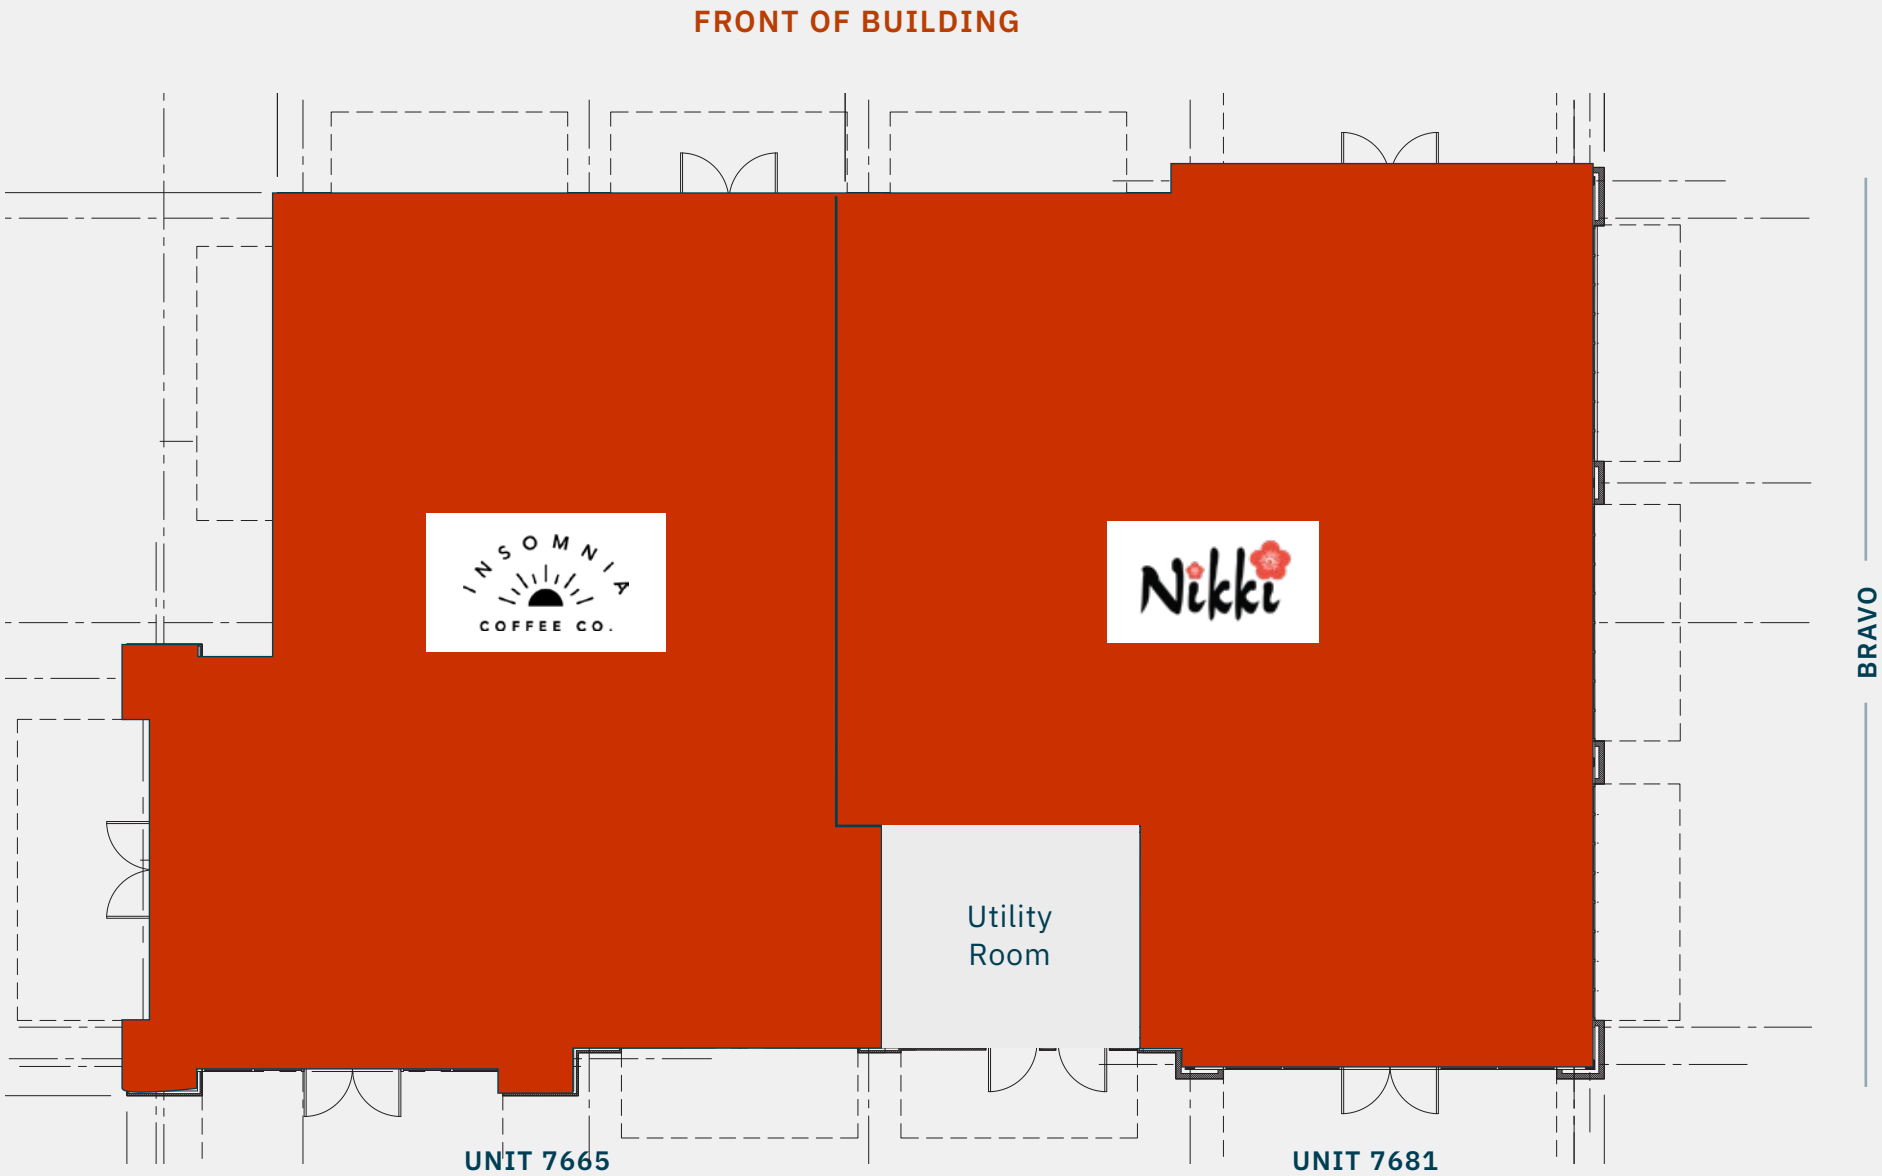 FRONT OF BUILDING
INSOMNIA
COFFEE CO.
Nikki
BRAVO
Utility
Room
UNIT 7665
UNIT 7681